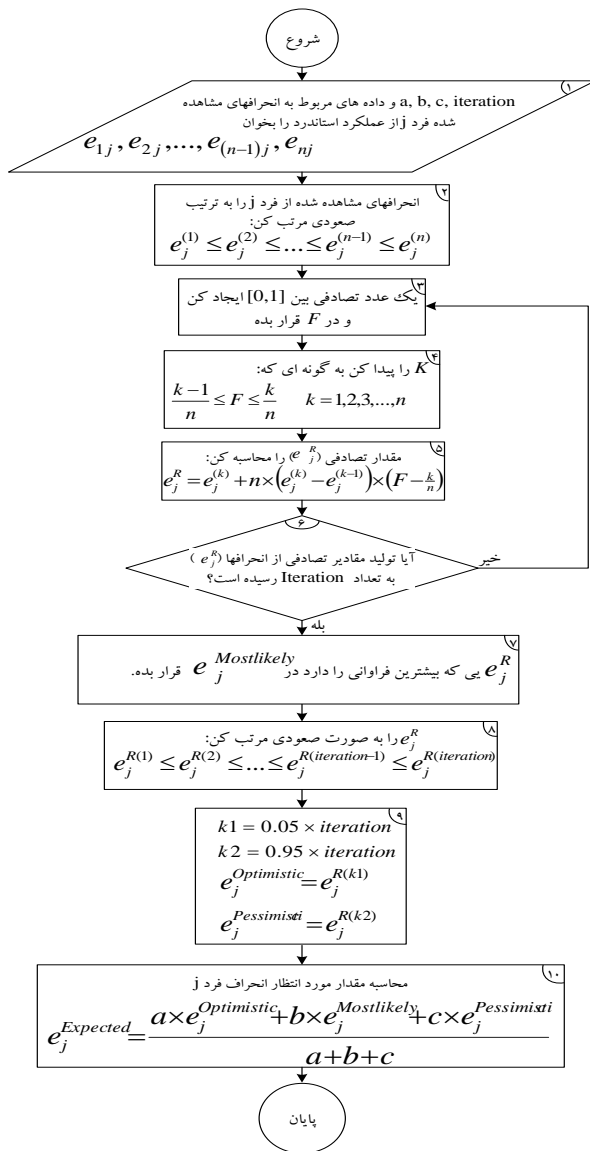 شروع
۱
a, b, c, iteration و داده های مربوط به انحرافهای مشاهده
شده فرد j از عملکرد استاندرد را بخوان
e_{1j}, e_{2j}, ..., e_{(n-1)j}, e_{nj}
۲
انحرافهای مشاهده شده از فرد j را به ترتیب
صعودی مرتب کن:
e_j^{(1)} ≤ e_j^{(2)} ≤ ... ≤ e_j^{(n-1)} ≤ e_j^{(n)}
۳
یک عدد تصادفی بین [0,1] ایجاد کن
و در F قرار بده
۴
K را پیدا کن به گونه ای که:
\frac{k-1}{n} ≤ F ≤ \frac{k}{n} k = 1,2,3,...,n
۵
مقدار تصادفی (e_j^R) را محاسبه کن:
e_j^R = e_j^{(k)} + n × (e_j^{(k)} − e_j^{(k-1)}) × (F − \frac{k}{n})
۶
آیا تولید مقادیر تصادفی از انحرافها (e_j^R)
به تعداد Iteration رسیده است؟
خیر
بله
۷
e_j^R یی که بیشترین فراوانی را دارد در e_j^{Mostlikely} قرار بده.
۸
e_j^R را به صورت صعودی مرتب کن:
e_j^{R(1)} ≤ e_j^{R(2)} ≤ ... ≤ e_j^{R(iteration-1)} ≤ e_j^{R(iteration)}
۹
k1 = 0.05 × iteration
k2 = 0.95 × iteration
e_j^{Optimistic} = e_j^{R(k1)}
e_j^{Pessimisti} = e_j^{R(k2)}
۱۰
محاسبه مقدار مورد انتظار انحراف فرد j
e_j^{Expected} = \frac{a×e_j^{Optimistic} + b×e_j^{Mostlikely} + c×e_j^{Pessimisti}}{a+b+c}
پایان